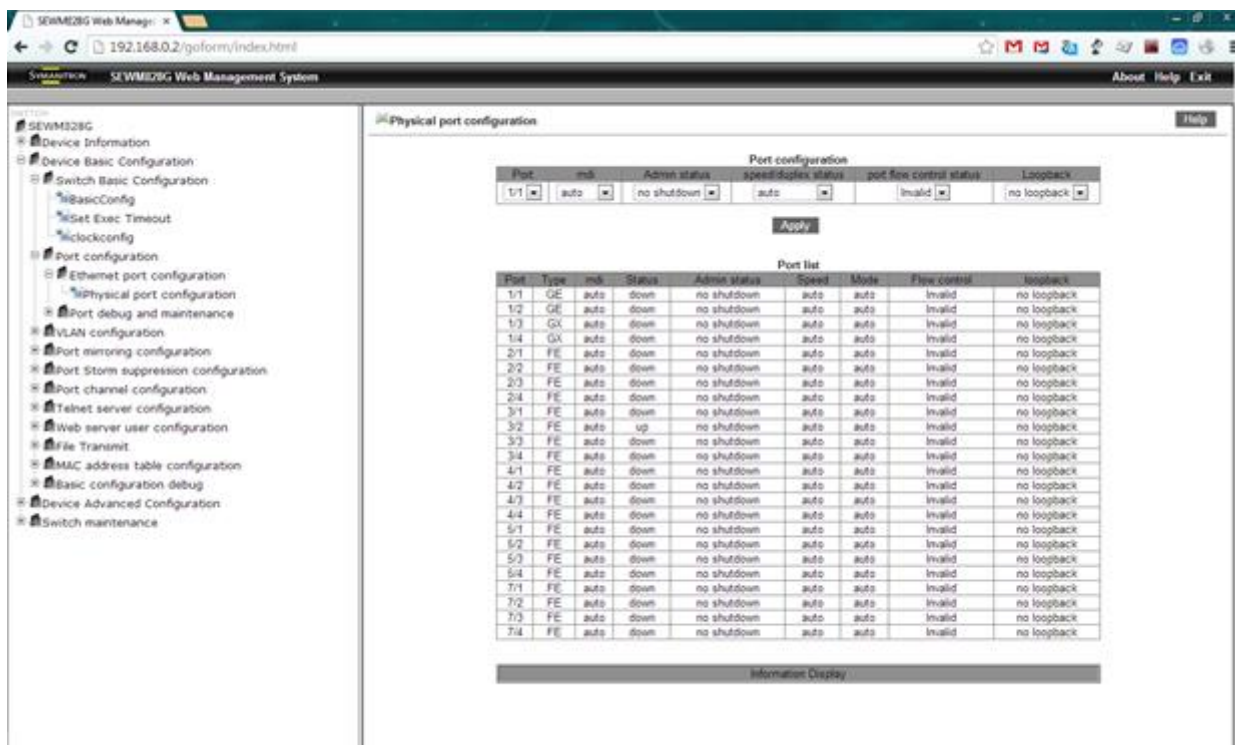 SEWM828G Web Manage: ×
192.168.0.2/goform/index.html
SYMANITRON SEWM828G Web Management System About Help Exit
SEWM328G
Device Information
Device Basic Configuration
Switch Basic Configuration
BasicConfig
Set Exec Timeout
clockconfig
Port configuration
Ethernet port configuration
Physical port configuration
Port debug and maintenance
VLAN configuration
Port mirroring configuration
Port Storm suppression configuration
Port channel configuration
Telnet server configuration
Web server user configuration
File Transmit
MAC address table configuration
Basic configuration debug
Device Advanced Configuration
Switch maintenance
Physical port configuration Help
Port configuration
Port mdi Admin status speed/duplex status port flow control status Loopback
1/1 auto no shutdown auto Invalid no loopback
Apply
Port list
Port Type mdi Status Admin status Speed Mode Flow control loopback
1/1 GE auto down no shutdown auto auto Invalid no loopback
1/2 GE auto down no shutdown auto auto Invalid no loopback
1/3 GX auto down no shutdown auto auto Invalid no loopback
1/4 GX auto down no shutdown auto auto Invalid no loopback
2/1 FE auto down no shutdown auto auto Invalid no loopback
2/2 FE auto down no shutdown auto auto Invalid no loopback
2/3 FE auto down no shutdown auto auto Invalid no loopback
2/4 FE auto down no shutdown auto auto Invalid no loopback
3/1 FE auto down no shutdown auto auto Invalid no loopback
3/2 FE auto up no shutdown auto auto Invalid no loopback
3/3 FE auto down no shutdown auto auto Invalid no loopback
3/4 FE auto down no shutdown auto auto Invalid no loopback
4/1 FE auto down no shutdown auto auto Invalid no loopback
4/2 FE auto down no shutdown auto auto Invalid no loopback
4/3 FE auto down no shutdown auto auto Invalid no loopback
4/4 FE auto down no shutdown auto auto Invalid no loopback
5/1 FE auto down no shutdown auto auto Invalid no loopback
5/2 FE auto down no shutdown auto auto Invalid no loopback
5/3 FE auto down no shutdown auto auto Invalid no loopback
5/4 FE auto down no shutdown auto auto Invalid no loopback
7/1 FE auto down no shutdown auto auto Invalid no loopback
7/2 FE auto down no shutdown auto auto Invalid no loopback
7/3 FE auto down no shutdown auto auto Invalid no loopback
7/4 FE auto down no shutdown auto auto Invalid no loopback
Information Display